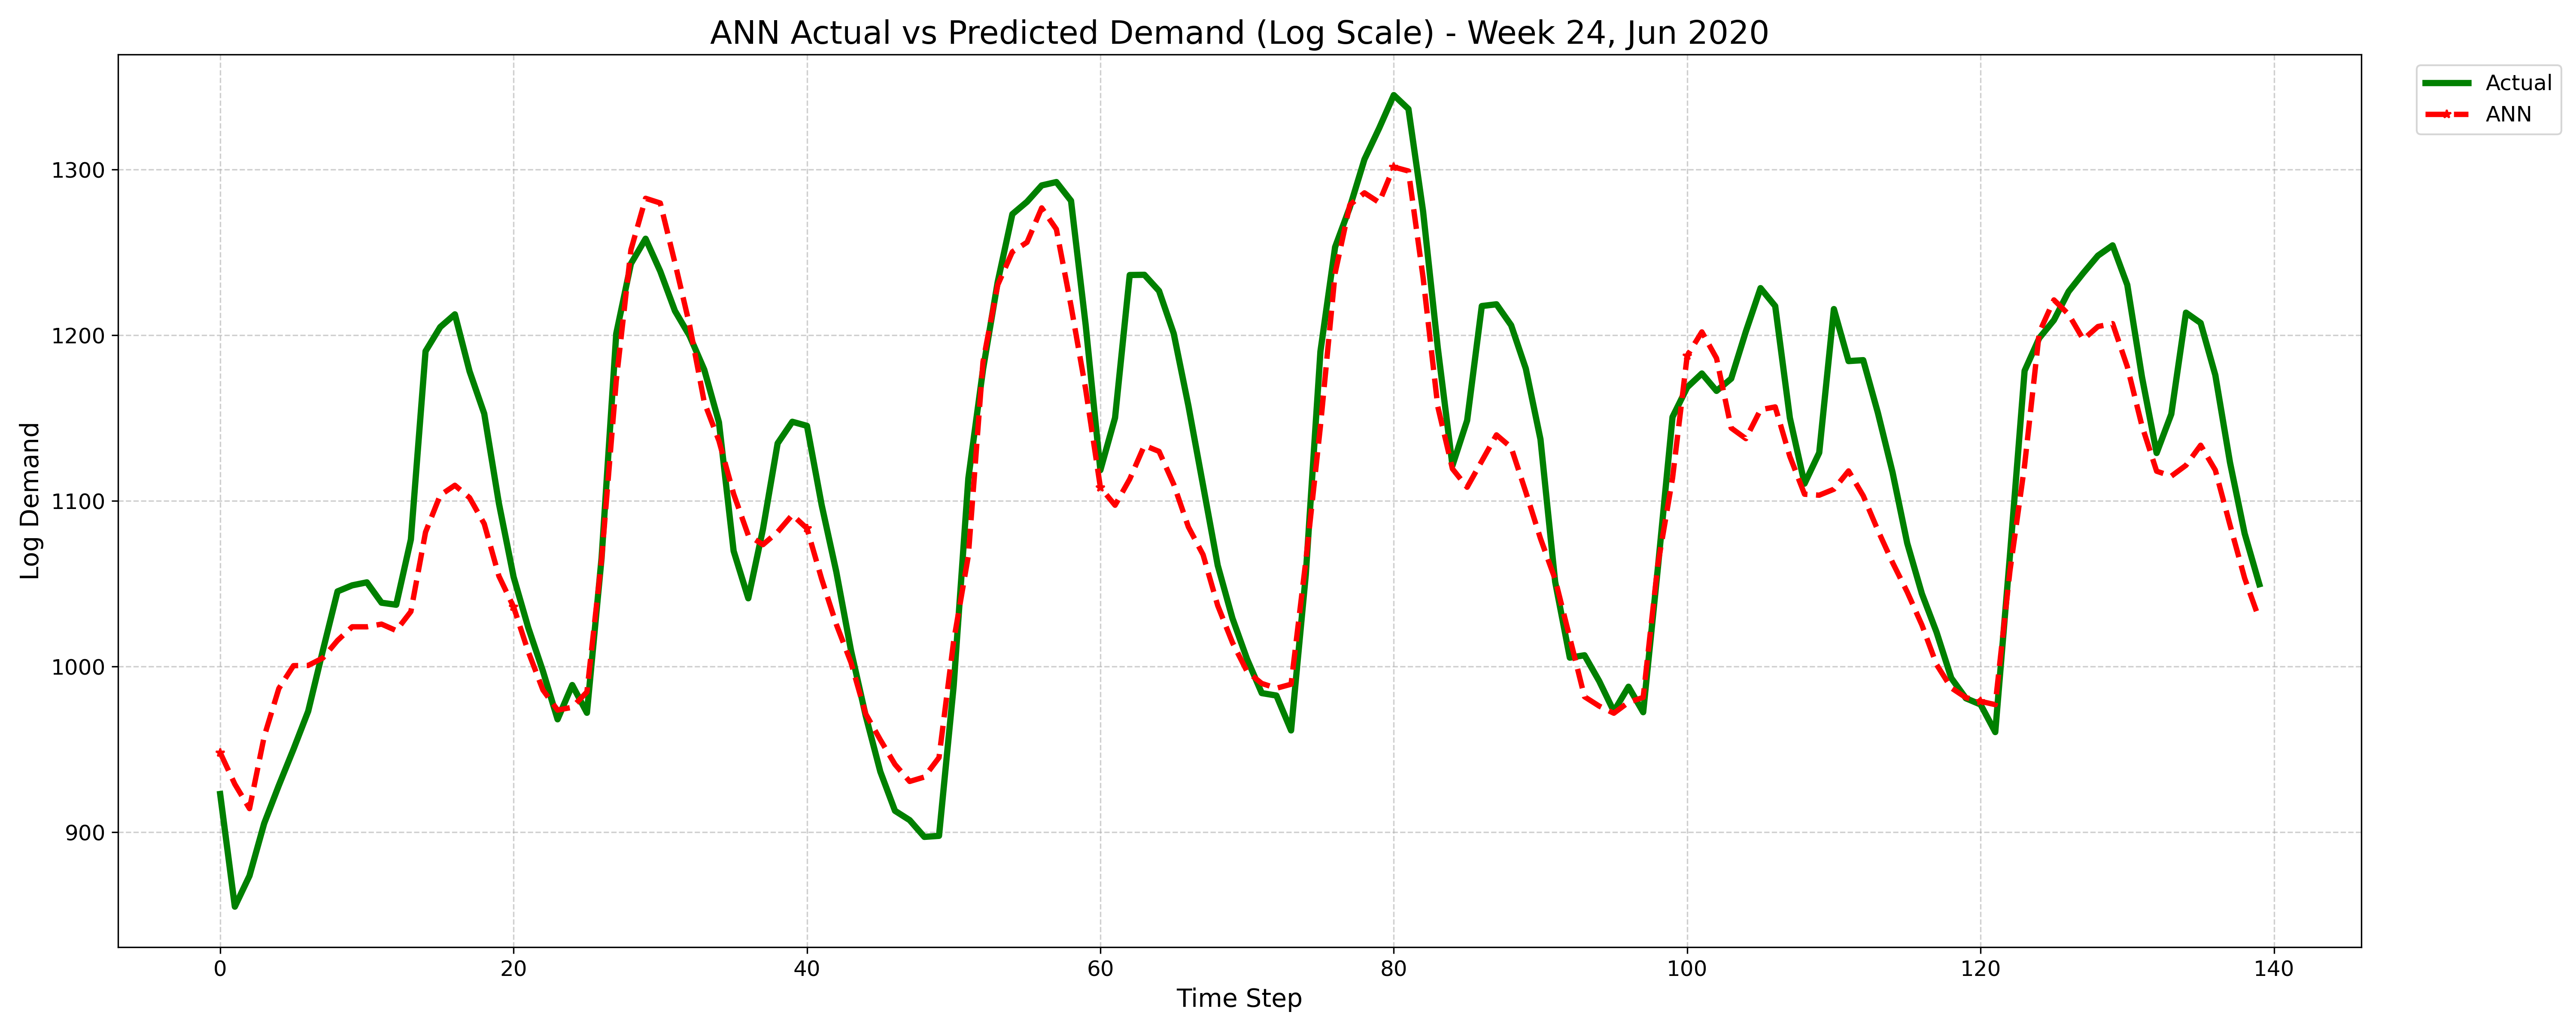 ANN Actual vs Predicted Demand (Log Scale) - Week 24, Jun 2020
Actual
ANN
Log Demand
1300
1200
1100
1000
900
0 20 40 60 80 100 120 140
Time Step